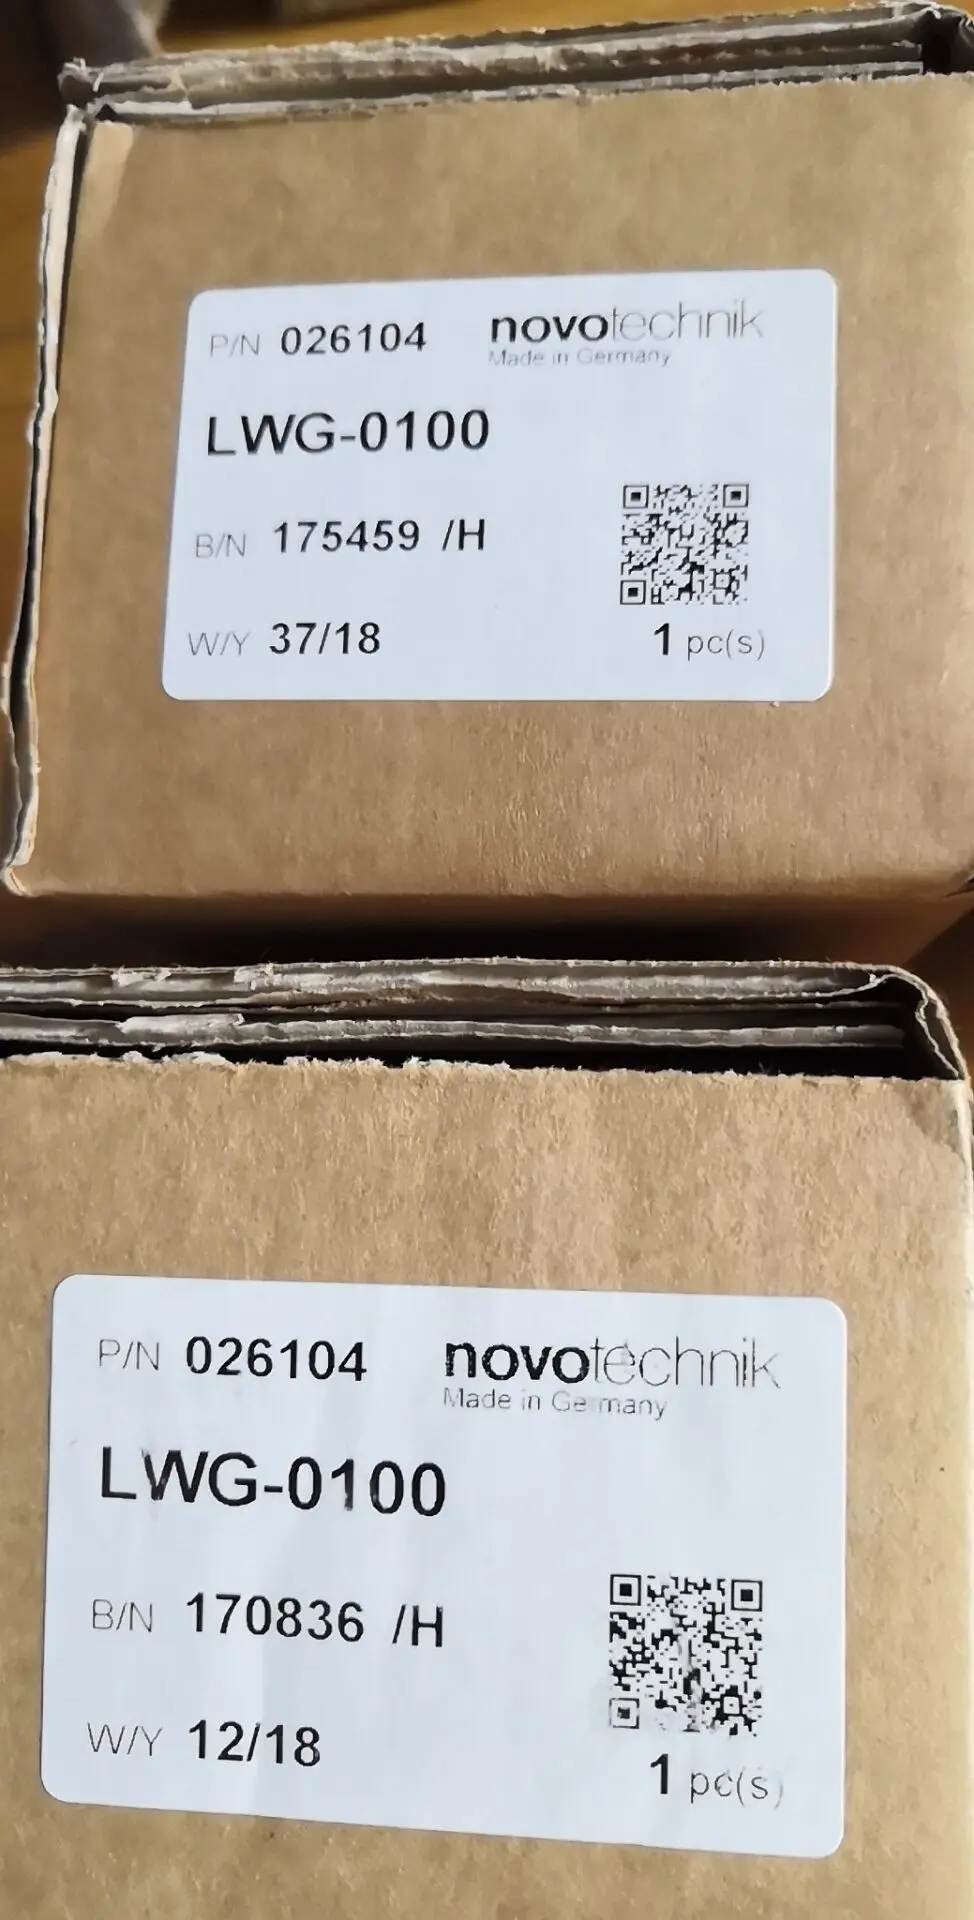 P/N 026104 novotechnik
Made in Germany
LWG-0100
B/N 175459 /H
W/Y 37/18
1 pc(s)
P/N 026104 novotechnik
Made in Germany
LWG-0100
B/N 170836 /H
W/Y 12/18
1 pc(s)